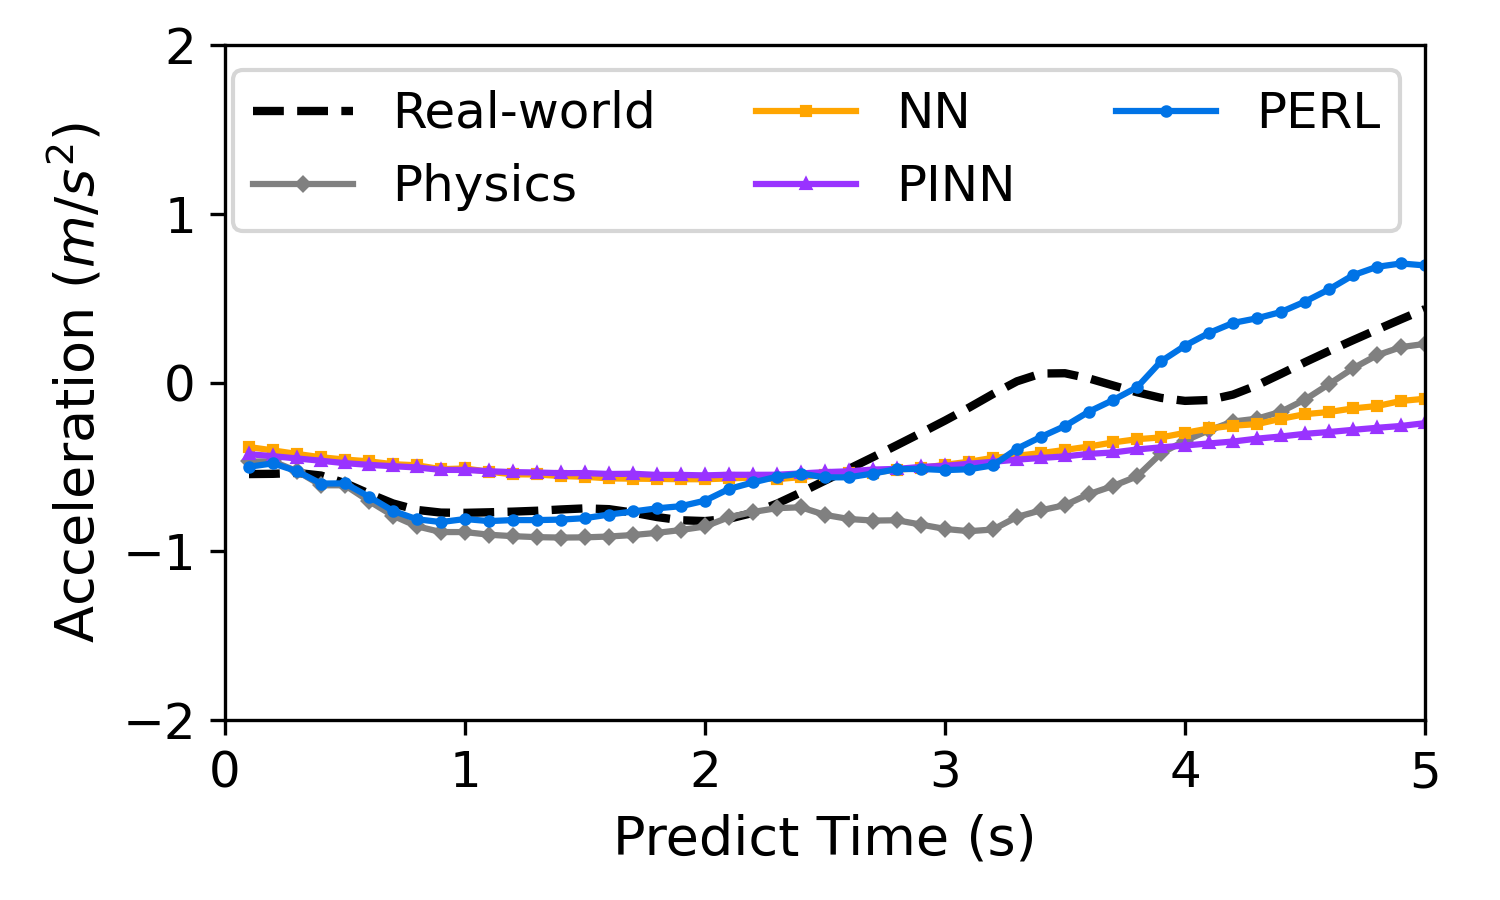 2
1
0
−1
−2
Acceleration (m/s²)
Real-world
Physics
NN
PINN
PERL
0 1 2 3 4 5
Predict Time (s)